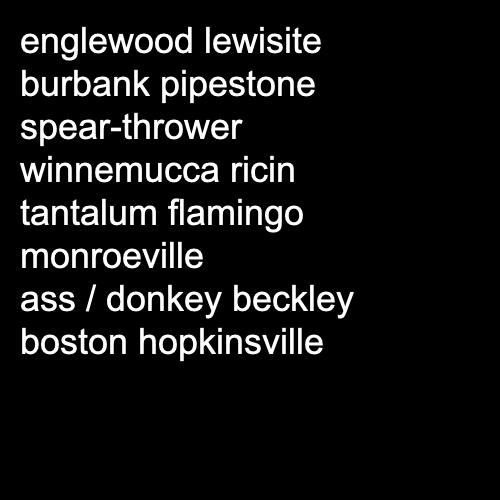 englewood lewisite
burbank pipestone
spear-thrower
winnemucca ricin
tantalum flamingo
monroeville
ass / donkey beckley
boston hopkinsville